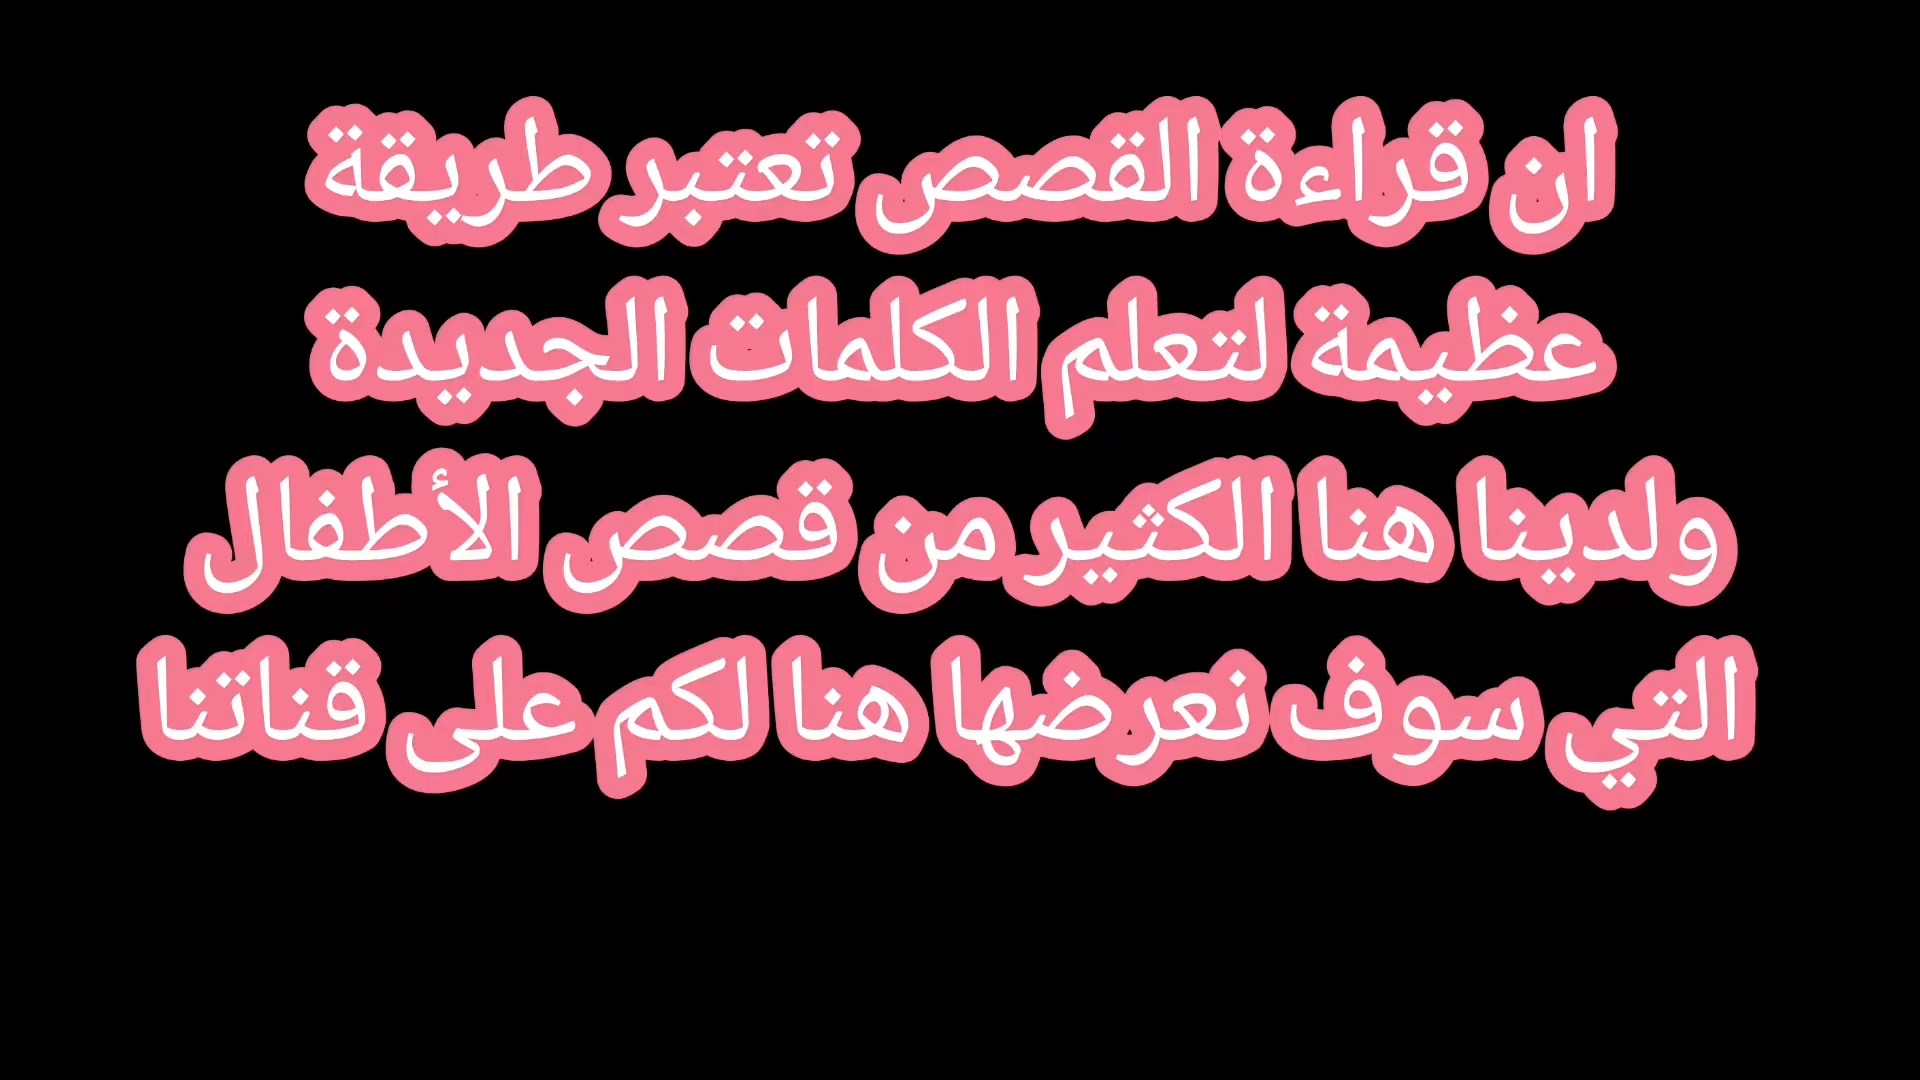 ان قراءة القصص تعتبر طريقة
عظيمة لتعلم الكلمات الجديدة
ولدينا هنا الكثير من قصص الأطفال
التي سوف نعرضها هنا لكم على قناتنا